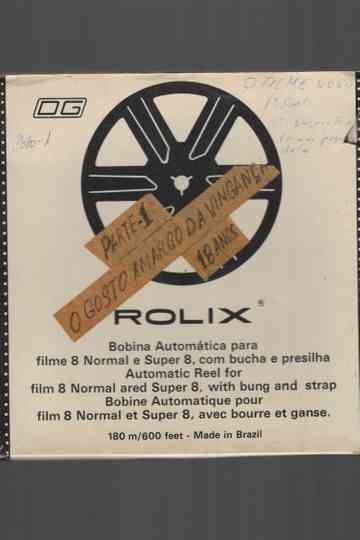 DG
O FILME
PARTE-1
O GOSTO AMARGO DA VINGANÇA
18 ANOS
ROLIX®
Bobina Automática para
filme 8 Normal e Super 8, com bucha e presilha
Automatic Reel for
film 8 Normal ared Super 8, with bung and strap
Bobine Automatique pour
film 8 Normal et Super 8, avec bourre et ganse.
180 m/600 feet - Made in Brazil